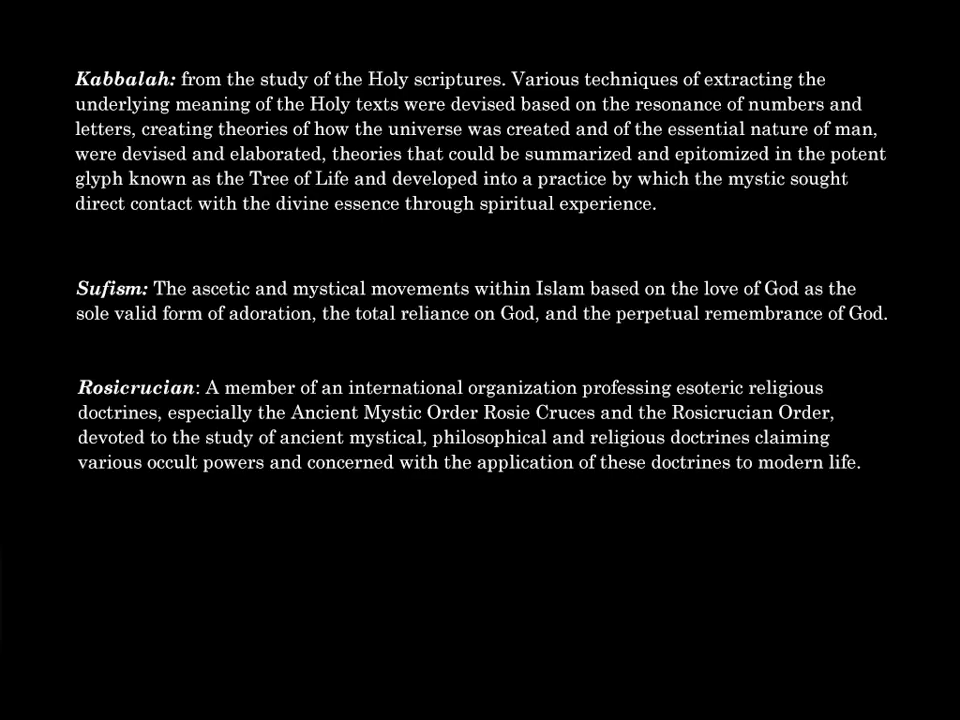 Kabbalah: from the study of the Holy scriptures. Various techniques of extracting the
underlying meaning of the Holy texts were devised based on the resonance of numbers and
letters, creating theories of how the universe was created and of the essential nature of man,
were devised and elaborated, theories that could be summarized and epitomized in the potent
glyph known as the Tree of Life and developed into a practice by which the mystic sought
direct contact with the divine essence through spiritual experience.
Sufism: The ascetic and mystical movements within Islam based on the love of God as the
sole valid form of adoration, the total reliance on God, and the perpetual remembrance of God.
Rosicrucian: A member of an international organization professing esoteric religious
doctrines, especially the Ancient Mystic Order Rosie Cruces and the Rosicrucian Order,
devoted to the study of ancient mystical, philosophical and religious doctrines claiming
various occult powers and concerned with the application of these doctrines to modern life.